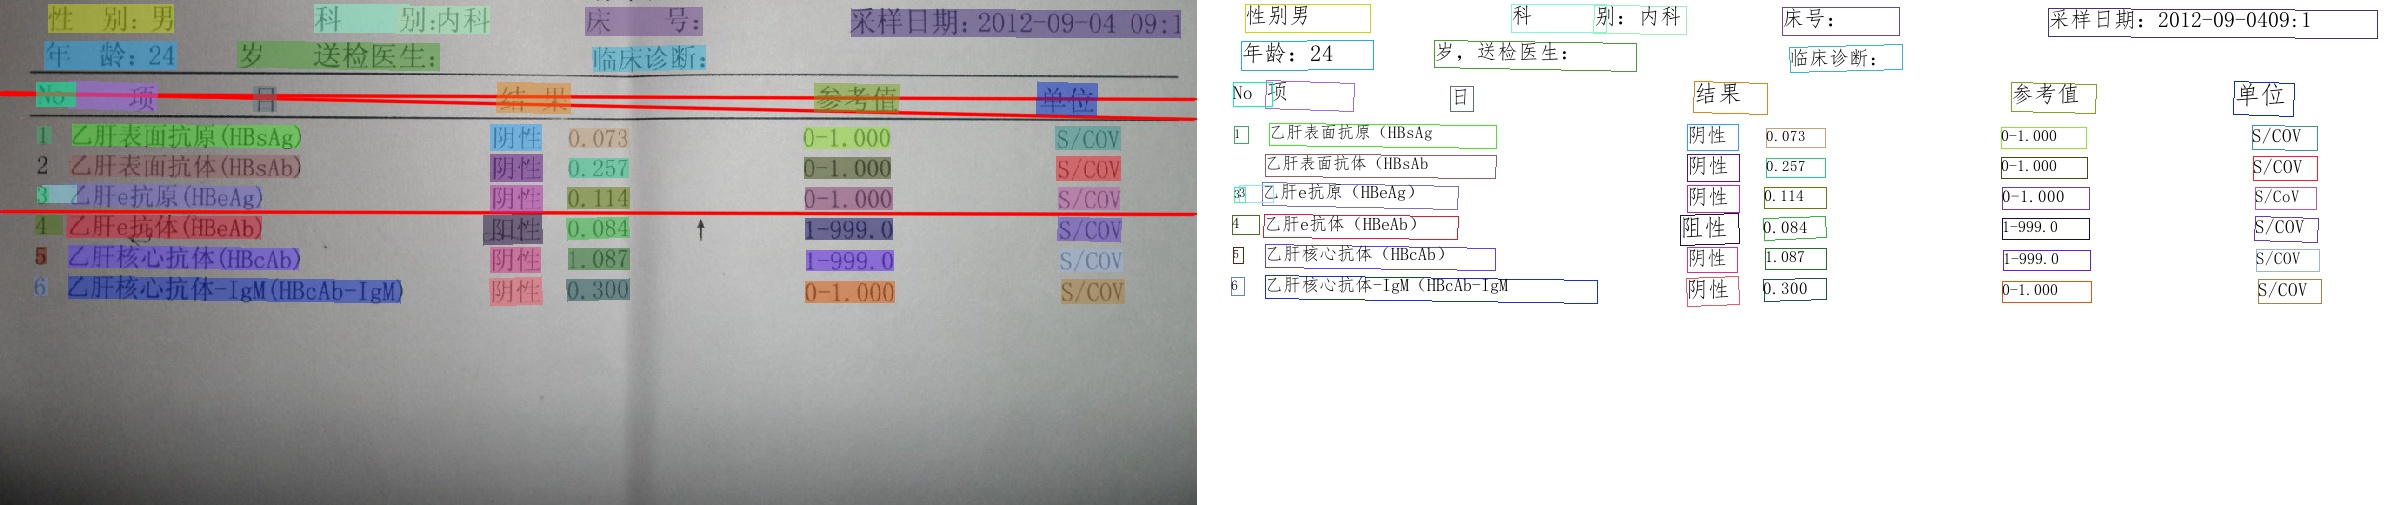 性 别:男 科 别:内科 床 号: 采样日期:2012-09-04 09:1
年 龄:24 岁 送检医生: 临床诊断:
No 项 目 结 果 参考值 单位
1 乙肝表面抗原(HBsAg) 阴性 0.073 0-1.000 S/COV
2 乙肝表面抗体(HBsAb) 阴性 0.257 0-1.000 S/COV
3 乙肝e抗原(HBeAg) 阴性 0.114 0-1.000 S/COV
4 乙肝e抗体(HBeAb) 阳性 0.084 ↑ 1-999.0 S/COV
5 乙肝核心抗体(HBcAb) 阴性 1.087 1-999.0 S/COV
6 乙肝核心抗体-IgM(HBcAb-IgM) 阴性 0.300 0-1.000 S/COV
性别男 科 别: 内科 床号: 采样日期: 2012-09-0409:1
年龄: 24 岁, 送检医生: 临床诊断:
No 项 日 结果 参考值 单位
1 乙肝表面抗原(HBsAg 阴性 0.073 0-1.000 S/COV
乙肝表面抗体(HBsAb 阴性 0.257 0-1.000 S/COV
33 乙肝e抗原(HBeAg) 阴性 0.114 0-1.000 S/CoV
4 乙肝e抗体(HBeAb) 阻性 0.084 1-999.0 S/COV
5 乙肝核心抗体(HBcAb) 阴性 1.087 1-999.0 S/COV
6 乙肝核心抗体-IgM(HBcAb-IgM 阴性 0.300 0-1.000 S/COV